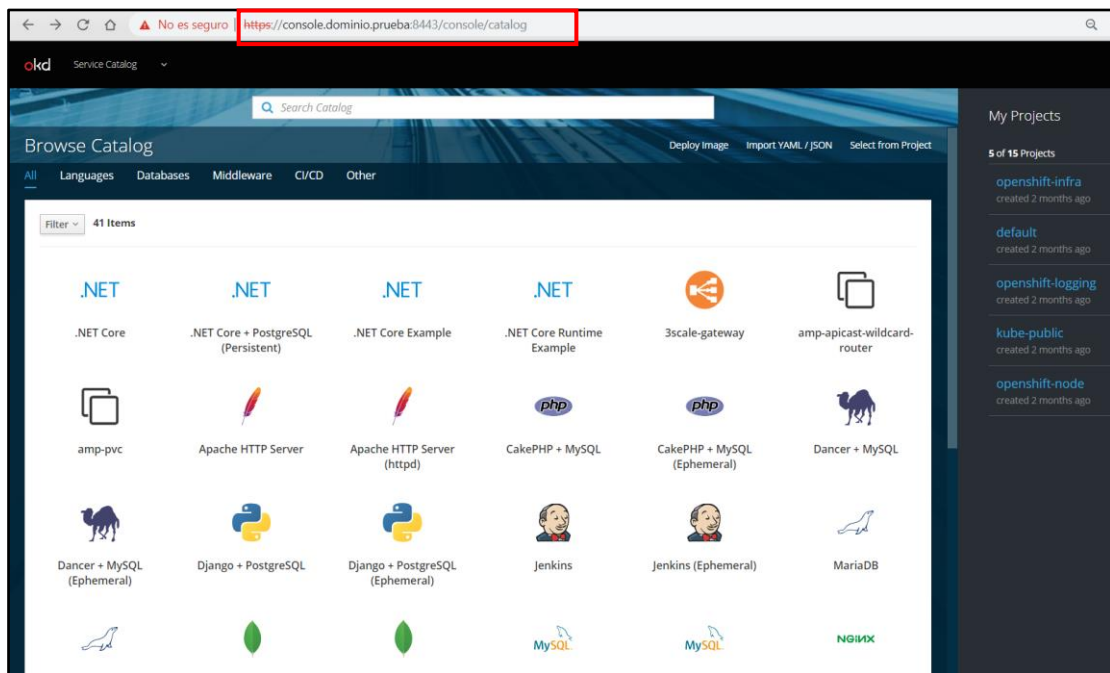 No es seguro | https://console.dominio.prueba:8443/console/catalog
okd Service Catalog
Search Catalog
Browse Catalog
Deploy Image Import YAML / JSON Select from Project
All Languages Databases Middleware CI/CD Other
Filter 41 Items
.NET .NET .NET .NET
.NET Core
.NET Core + PostgreSQL
(Persistent)
.NET Core Example
.NET Core Runtime
Example
3scale-gateway
amp-apicast-wildcard-
router
php php
amp-pvc
Apache HTTP Server
Apache HTTP Server
(httpd)
CakePHP + MySQL
CakePHP + MySQL
(Ephemeral)
Dancer + MySQL
Dancer + MySQL
(Ephemeral)
Django + PostgreSQL
Django + PostgreSQL
(Ephemeral)
Jenkins
Jenkins (Ephemeral)
MariaDB
MySQL MySQL NGINX
My Projects
5 of 15 Projects
openshift-infra
created 2 months ago
default
created 2 months ago
openshift-logging
created 2 months ago
kube-public
created 2 months ago
openshift-node
created 2 months ago